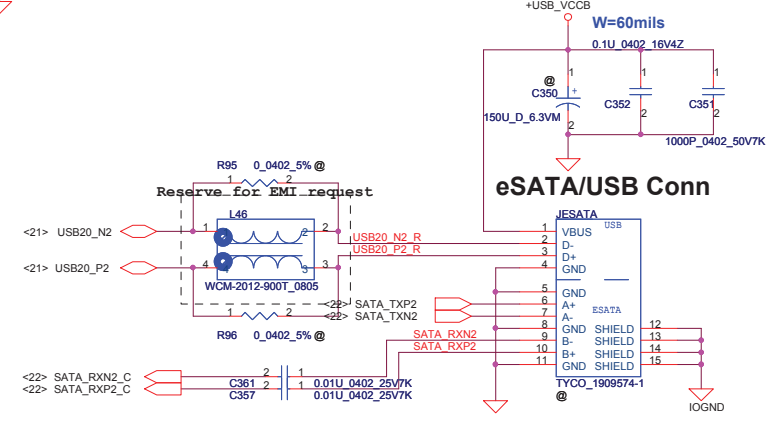 +USB_VCCB
W=60mils
0.1U_0402_16V4Z
@
1
1
1
C350
+
C352
C351
150U_D_6.3VM
2
2
2
1000P_0402_50V7K
R95 0_0402_5% @
1 2
Reserve for EMI request
eSATA/USB Conn
L46
JESATA
<21> USB20_N2
1 2 2
USB20_N2_R
1 VBUS USB
2 D-
USB20_P2_R
3 D+
<21> USB20_P2
4 3 3
4 GND
WCM-2012-900T_0805
5 GND
<22> SATA_TXP2
6 A+ ESATA
<22> SATA_TXN2
7 A-
1 2
8 GND SHIELD 12
R96 0_0402_5% @
SATA_RXN2
9 B- SHIELD 13
SATA_RXP2
10 B+ SHIELD 14
11 GND SHIELD 15
<22> SATA_RXN2_C
2 1
C361 0.01U_0402_25V7K
<22> SATA_RXP2_C
2 1
C357 0.01U_0402_25V7K
TYCO_1909574-1
@
IOGND